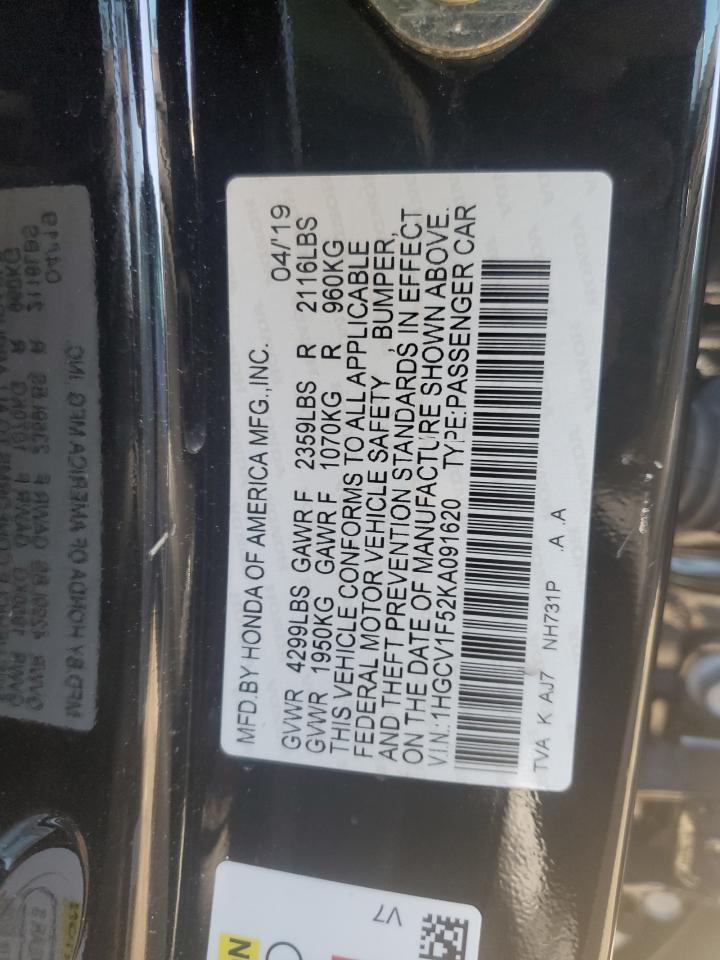 MFD.BY HONDA OF AMERICA MFG.,INC. 04/'19
GVWR 4299LBS GAWR F 2359LBS R 2116LBS
GVWR 1950KG GAWR F 1070KG R 960KG
THIS VEHICLE CONFORMS TO ALL APPLICABLE
FEDERAL MOTOR VEHICLE SAFETY , BUMPER,
AND THEFT PREVENTION STANDARDS IN EFFECT
ON THE DATE OF MANUFACTURE SHOWN ABOVE.
V.I.N.:1HGCV1F52KA091620 TYPE:PASSENGER CAR
TVA K AJ7 NH731P .A .A
V7